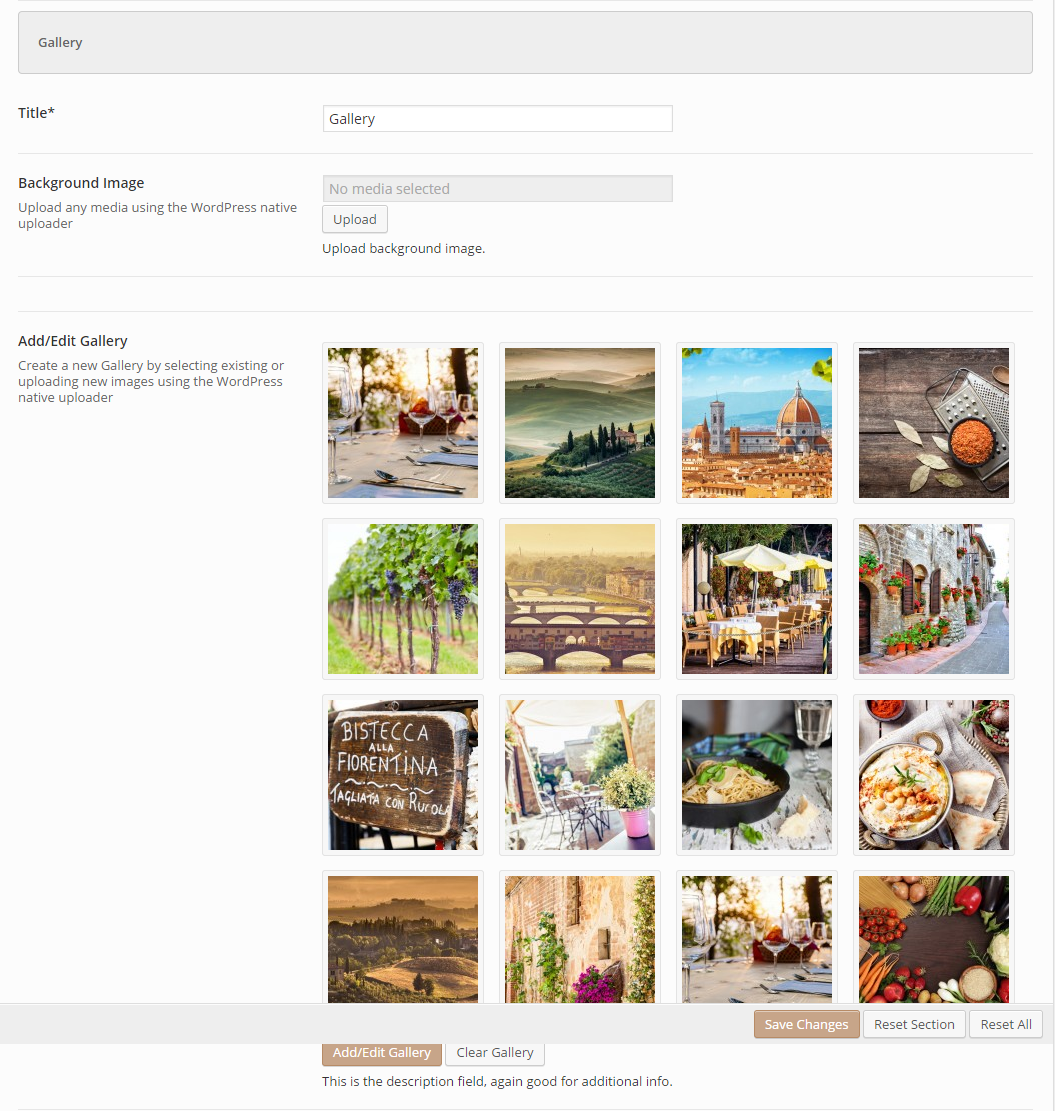 Gallery
Title*
Gallery
Background Image
Upload any media using the WordPress native
uploader
No media selected
Upload
Upload background image.
Add/Edit Gallery
Create a new Gallery by selecting existing or
uploading new images using the WordPress
native uploader
BISTECCA
ALLA
FIORENTINA
TAGLIATA CON RUCOLA
Save Changes
Reset Section
Reset All
Add/Edit Gallery
Clear Gallery
This is the description field, again good for additional info.